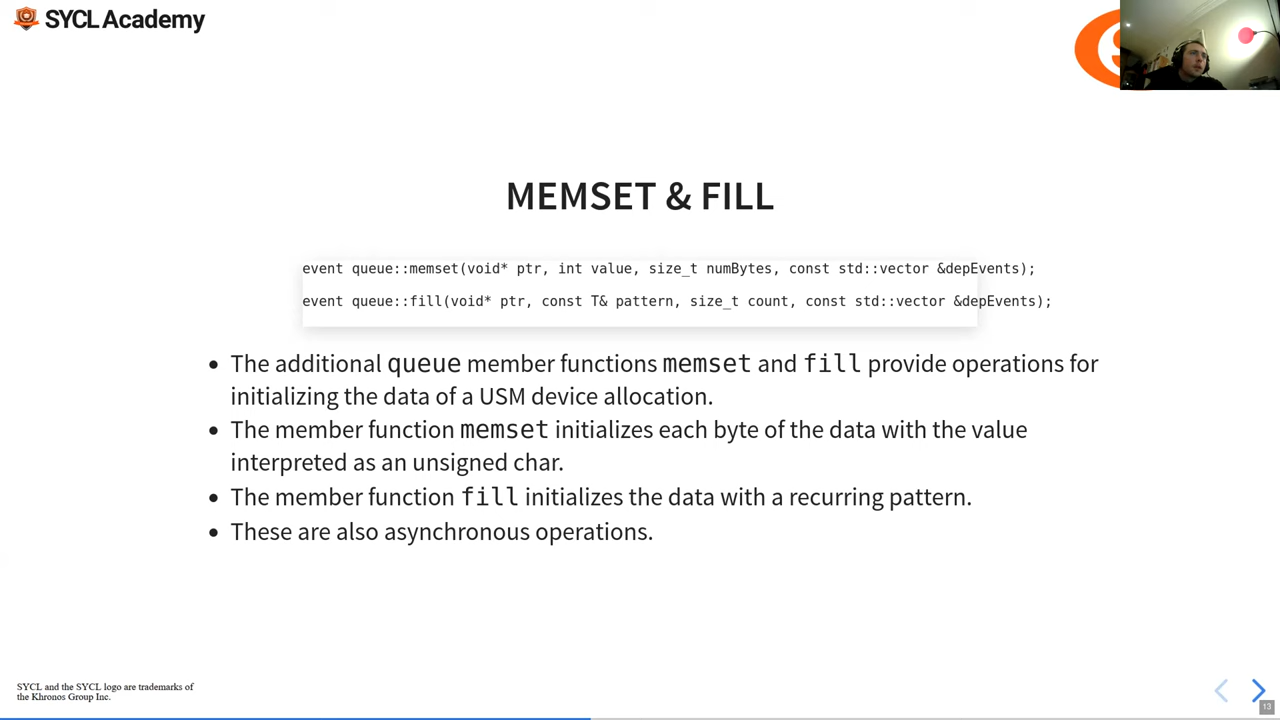 SYCL Academy
MEMSET & FILL
event queue::memset(void* ptr, int value, size_t numBytes, const std::vector &depEvents);
event queue::fill(void* ptr, const T& pattern, size_t count, const std::vector &depEvents);
• The additional queue member functions memset and fill provide operations for
initializing the data of a USM device allocation.
• The member function memset initializes each byte of the data with the value
interpreted as an unsigned char.
• The member function fill initializes the data with a recurring pattern.
• These are also asynchronous operations.
SYCL and the SYCL logo are trademarks of
the Khronos Group Inc.
13